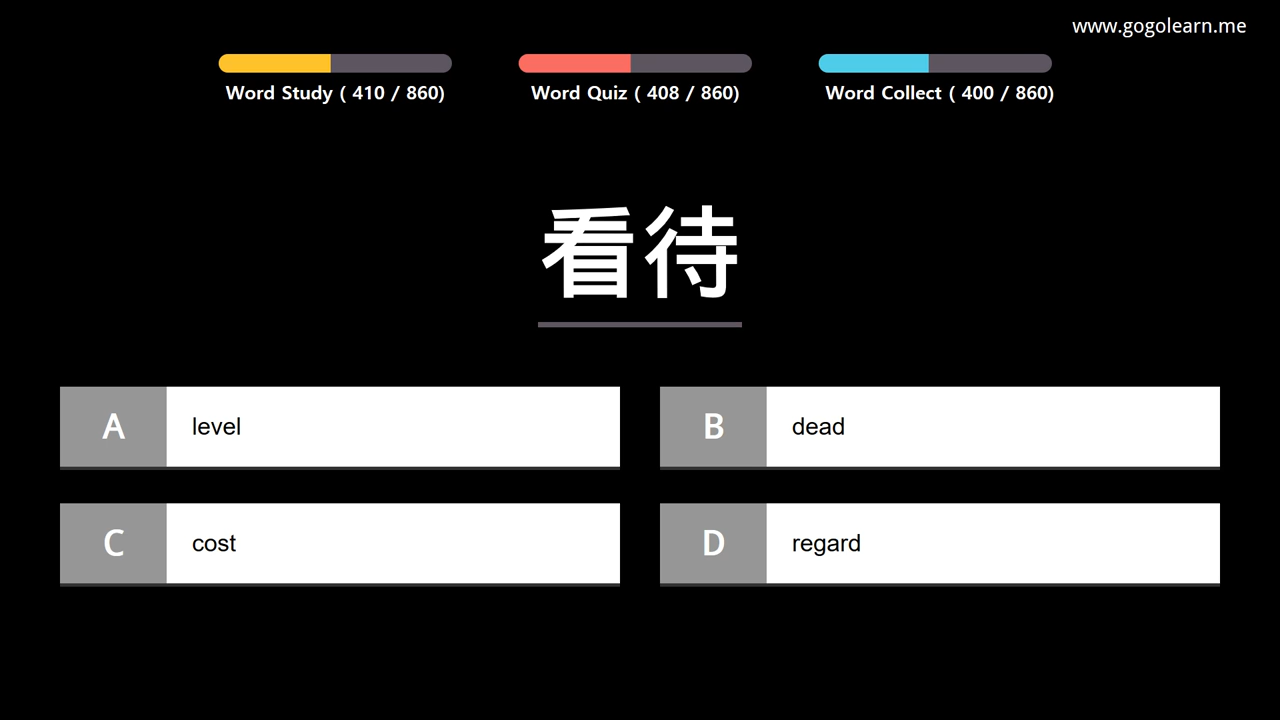 www.gogolearn.me
Word Study ( 410 / 860)
Word Quiz ( 408 / 860)
Word Collect ( 400 / 860)
看待
A level
B dead
C cost
D regard